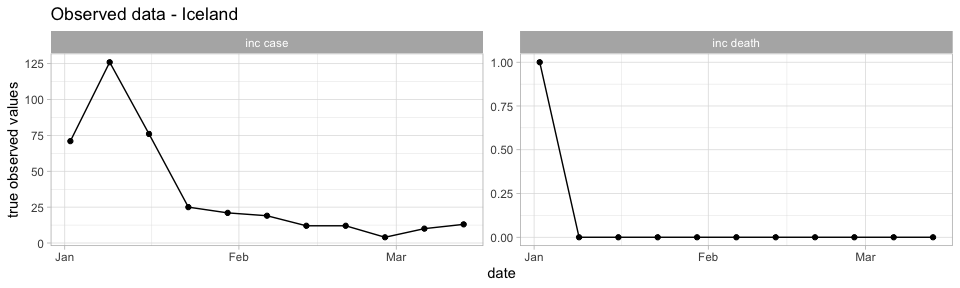 Observed data - Iceland
inc case
inc death
true observed values
125
100
75
50
25
0
1.00
0.75
0.50
0.25
0.00
Jan
Feb
Mar
Jan
Feb
Mar
date